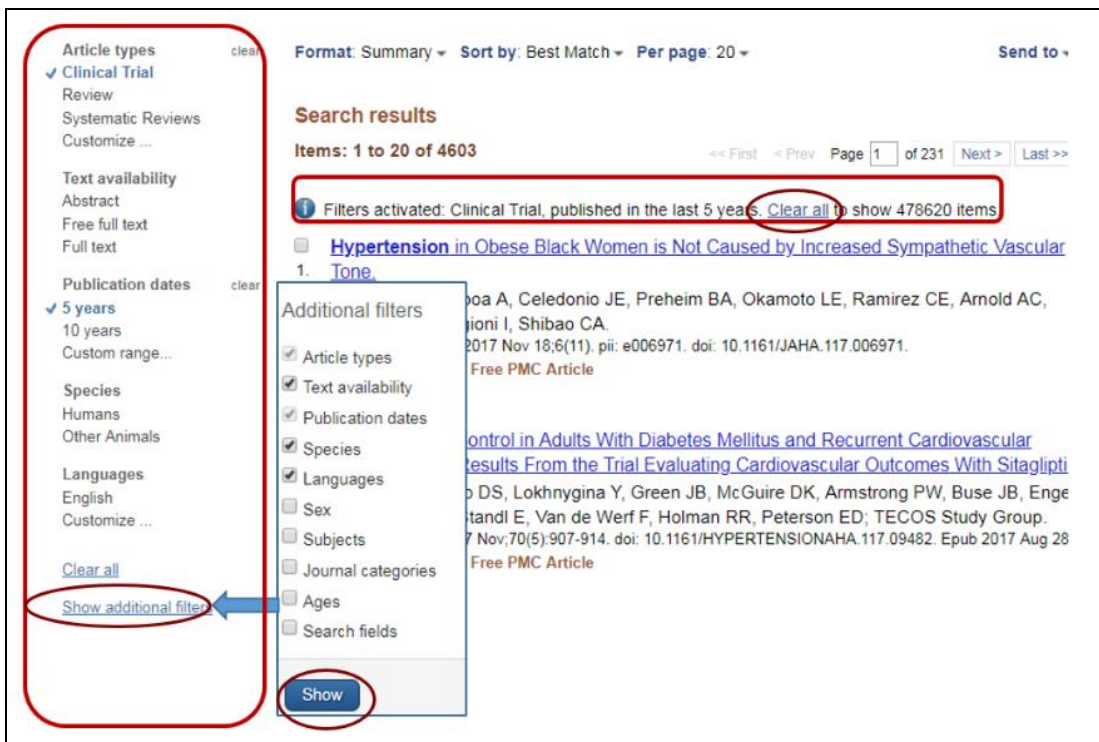 Article types clear
Clinical Trial
Review
Systematic Reviews
Customize ...
Text availability
Abstract
Free full text
Full text
Publication dates clear
5 years
10 years
Custom range...
Species
Humans
Other Animals
Languages
English
Customize ...
Clear all
Show additional filters
Format: Summary Sort by: Best Match Per page: 20 Send to
Search results
Items: 1 to 20 of 4603 << First < Prev Page 1 of 231 Next > Last >>
Filters activated: Clinical Trial, published in the last 5 years. Clear all to show 478620 items
Hypertension in Obese Black Women is Not Caused by Increased Sympathetic Vascular
1. Tone.
A, Celedonio JE, Preheim BA, Okamoto LE, Ramirez CE, Arnold AC,
I, Shibao CA.
2017 Nov 18;6(11). pii: e006971. doi: 10.1161/JAHA.117.006971.
Free PMC Article
ontrol in Adults With Diabetes Mellitus and Recurrent Cardiovascular
Results From the Trial Evaluating Cardiovascular Outcomes With Sitaglipti
DS, Lokhnygina Y, Green JB, McGuire DK, Armstrong PW, Buse JB, Enge
tandl E, Van de Werf F, Holman RR, Peterson ED; TECOS Study Group.
7 Nov;70(5):907-914. doi: 10.1161/HYPERTENSIONAHA.117.09482. Epub 2017 Aug 28
Free PMC Article
Additional filters
Article types
Text availability
Publication dates
Species
Languages
Sex
Subjects
Journal categories
Ages
Search fields
Show